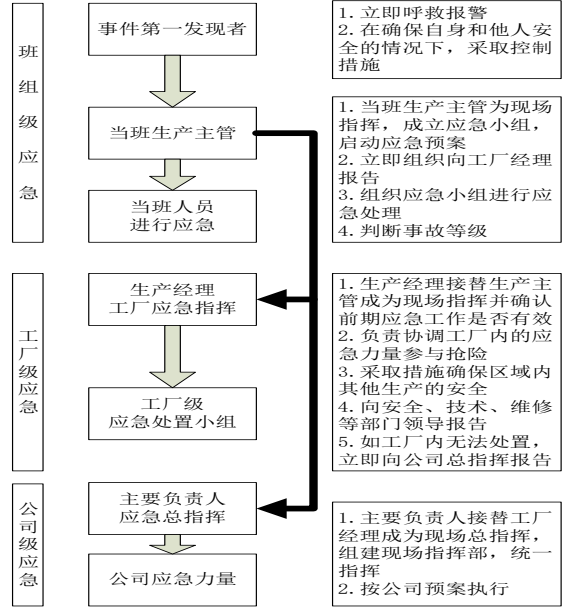 班组级应急
事件第一发现者
1. 立即呼救报警
2. 在确保自身和他人安
全的情况下，采取控制
措施
当班生产主管
1. 当班生产主管为现场
指挥，成立应急小组，
启动应急预案
2. 立即组织向工厂经理
报告
3. 组织应急小组进行应
急处理
4. 判断事故等级
当班人员
进行应急
工厂级应急
生产经理
工厂应急指挥
1. 生产经理接替生产主
管成为现场指挥并确认
前期应急工作是否有效
2. 负责协调工厂内的应
急力量参与抢险
3. 采取措施确保区域内
其他生产的安全
4. 向安全、技术、维修
等部门领导报告
5. 如工厂内无法处置，
立即向公司总指挥报告
工厂级
应急处置小组
公司级应急
主要负责人
应急总指挥
1. 主要负责人接替工厂
经理成为现场总指挥，
组建现场指挥部，统一
指挥
2. 按公司预案执行
公司应急力量